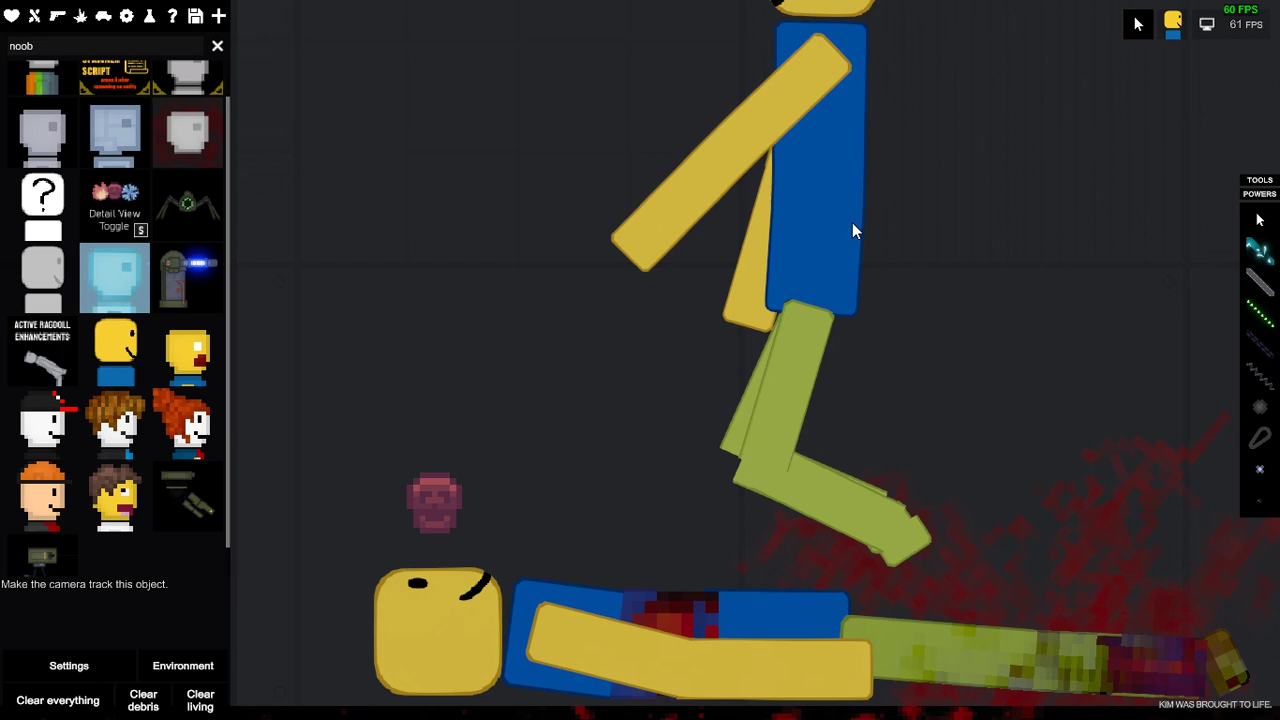 60 FPS
61 FPS
noob
SPANNER
SCRIPT
TOOLS
POWERS
Detail View
Toggle
S
ACTIVE RAGDOLL
ENHANCEMENTS
Make the camera track this object.
Settings
Environment
Clear everything
Clear
debris
Clear
living
KIM WAS BROUGHT TO LIFE.